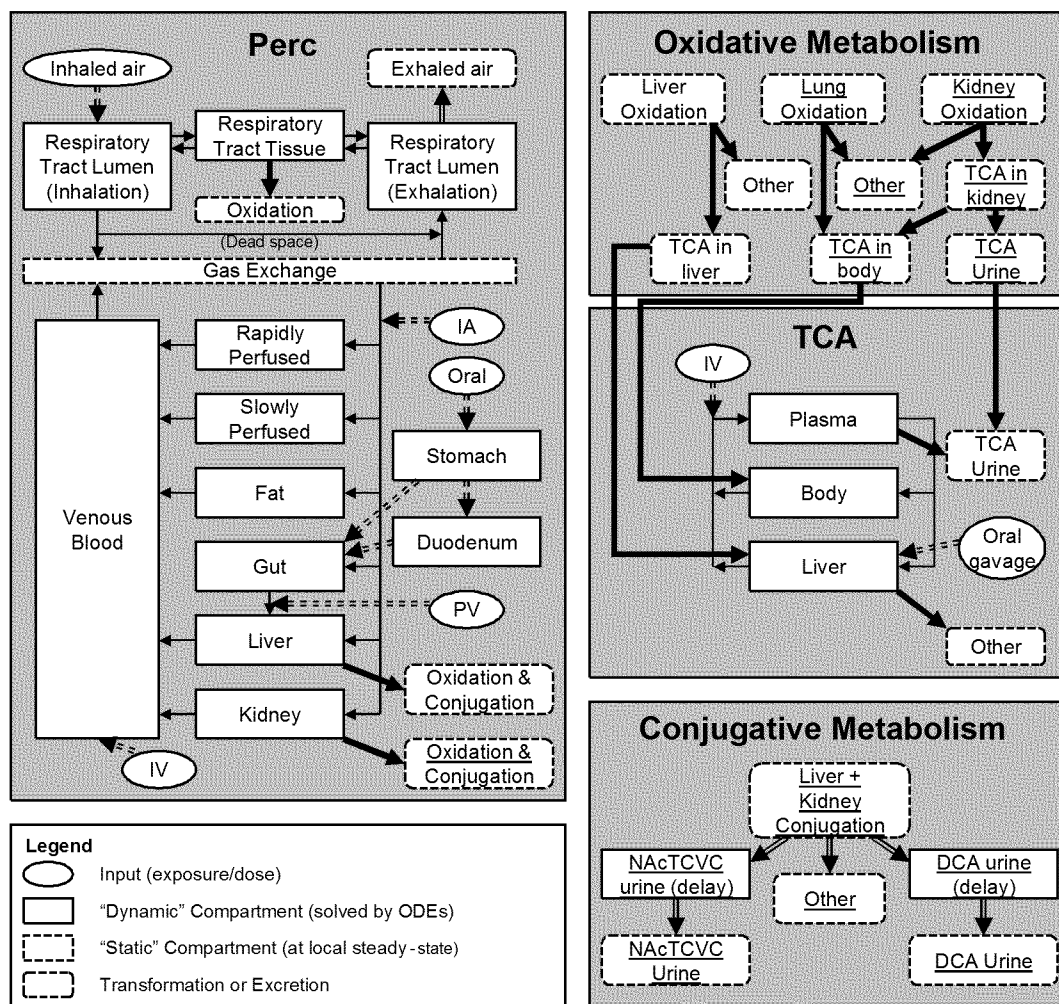 Perc
Inhaled air
Exhaled air
Respiratory
Tract Lumen
(Inhalation)
Respiratory
Tract Tissue
Respiratory
Tract Lumen
(Exhalation)
Oxidation
(Dead space)
Gas Exchange
Venous
Blood
Rapidly
Perfused
IA
Oral
Slowly
Perfused
Stomach
Fat
Duodenum
Gut
PV
Liver
Oxidation &
Conjugation
Kidney
Oxidation &
Conjugation
IV
Legend
Input (exposure/dose)
“Dynamic” Compartment (solved by ODEs)
“Static” Compartment (at local steady-state)
Transformation or Excretion
Oxidative Metabolism
Liver
Oxidation
Lung
Oxidation
Kidney
Oxidation
Other
Other
TCA in
kidney
TCA in
liver
TCA in
body
TCA
Urine
TCA
IV
Plasma
TCA
Urine
Body
Liver
Oral
gavage
Other
Conjugative Metabolism
Liver +
Kidney
Conjugation
NAcTCVC
urine (delay)
Other
DCA urine
(delay)
NAcTCVC
Urine
DCA Urine